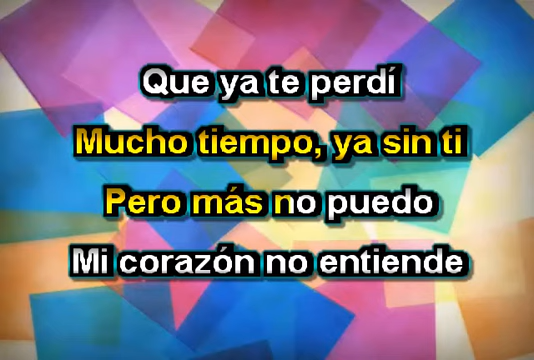 Que ya te perdí
Mucho tiempo, ya sin ti
Pero más no puedo
Mi corazón no entiende